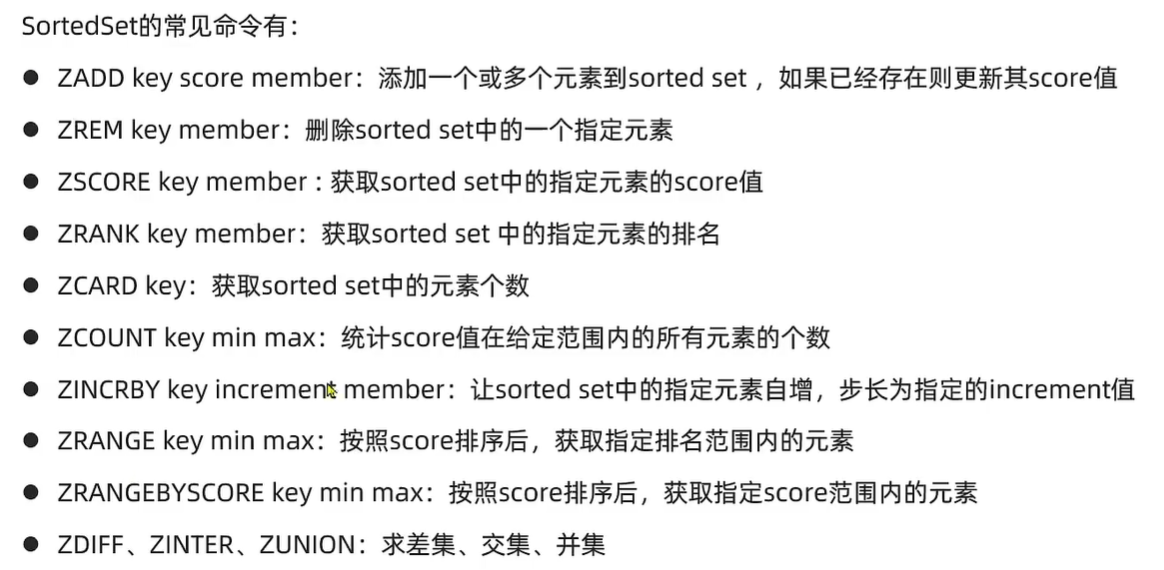 SortedSet的常见命令有：
● ZADD key score member：添加一个或多个元素到sorted set ，如果已经存在则更新其score值
● ZREM key member：删除sorted set中的一个指定元素
● ZSCORE key member : 获取sorted set中的指定元素的score值
● ZRANK key member：获取sorted set 中的指定元素的排名
● ZCARD key：获取sorted set中的元素个数
● ZCOUNT key min max：统计score值在给定范围内的所有元素的个数
● ZINCRBY key increment member：让sorted set中的指定元素自增，步长为指定的increment值
● ZRANGE key min max：按照score排序后，获取指定排名范围内的元素
● ZRANGEBYSCORE key min max：按照score排序后，获取指定score范围内的元素
● ZDIFF、ZINTER、ZUNION：求差集、交集、并集